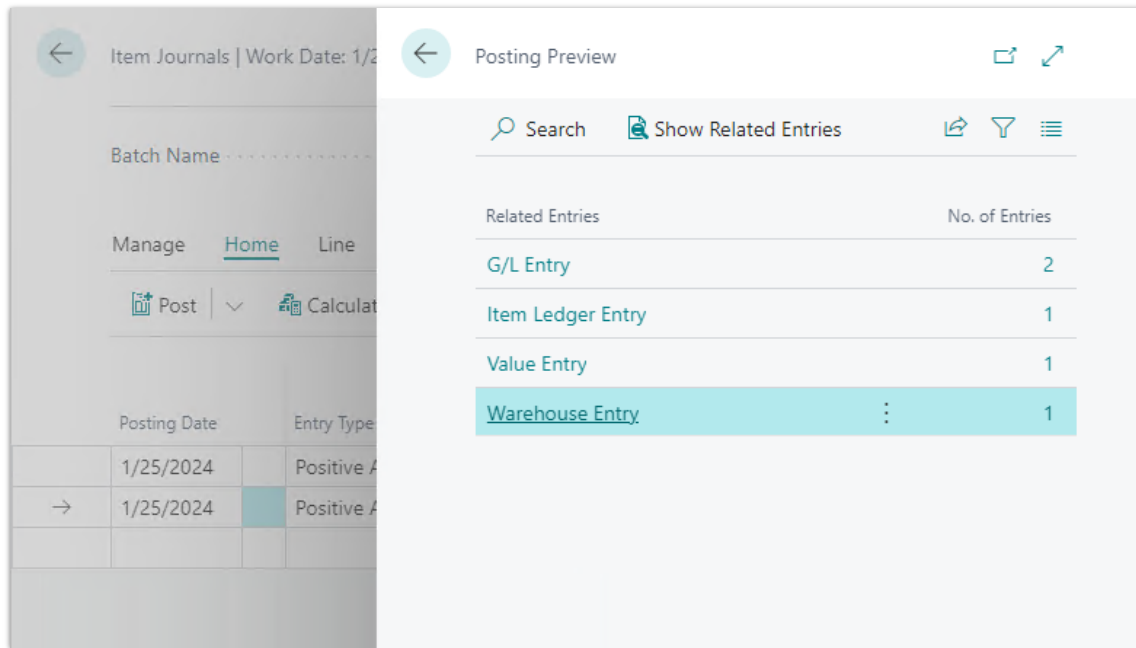 Item Journals | Work Date: 1/2
Batch Name
Manage Home Line
Post Calculat
Posting Date Entry Type
1/25/2024 Positive A
1/25/2024 Positive A
Posting Preview
Search Show Related Entries
Related Entries No. of Entries
G/L Entry 2
Item Ledger Entry 1
Value Entry 1
Warehouse Entry 1